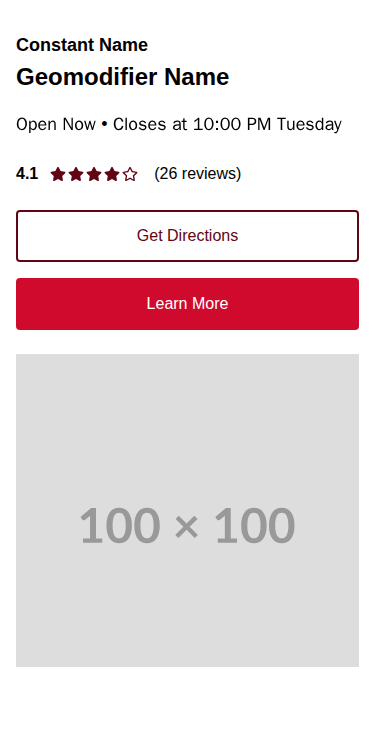 Constant Name
Geomodifier Name
Open Now • Closes at 10:00 PM Tuesday
4.1 (26 reviews)
Get Directions
Learn More
100 × 100